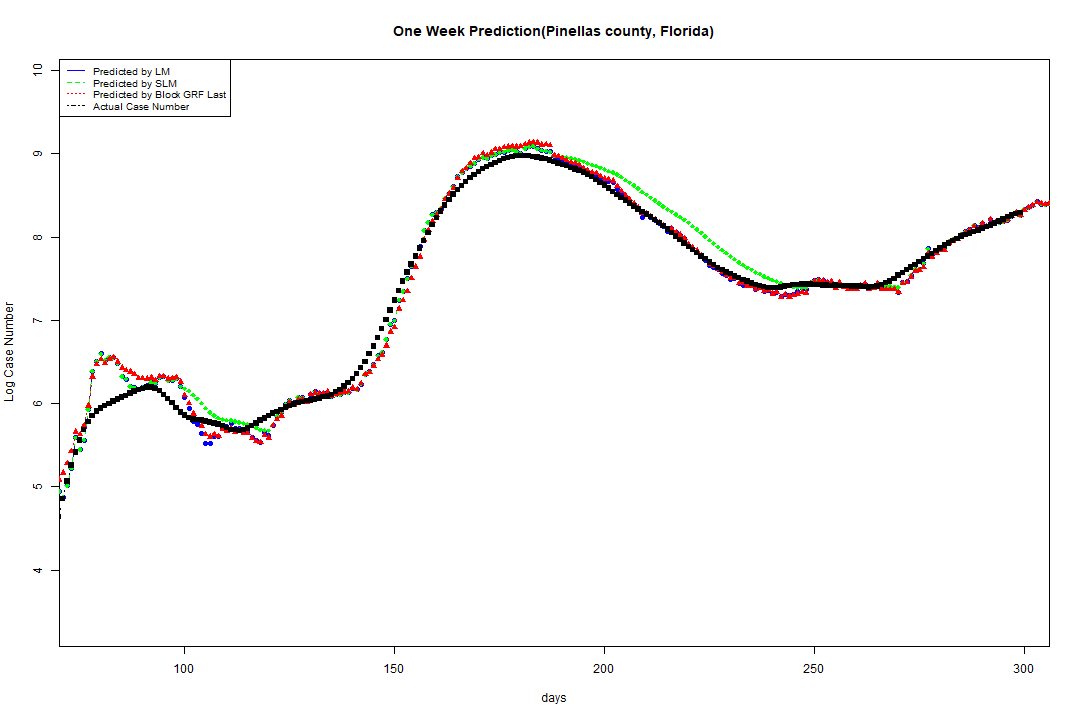 One Week Prediction(Pinellas county, Florida)
Predicted by LM
Predicted by SLM
Predicted by Block GRF Last
Actual Case Number
Log Case Number
10
9
8
7
6
5
4
100 150 200 250 300
days